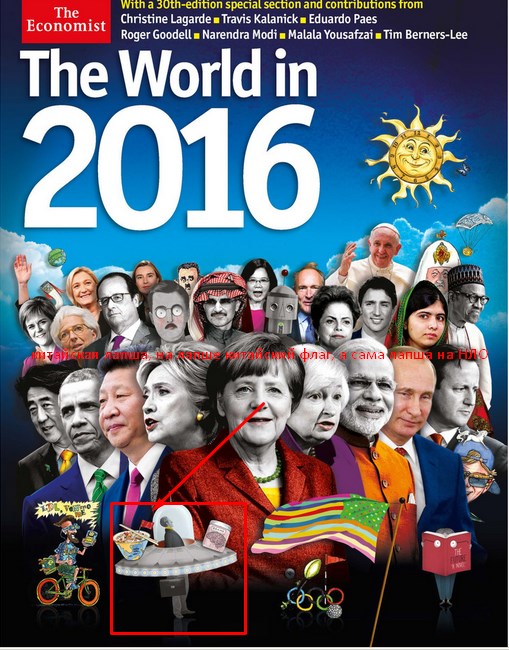 With a 30th-edition special section and contributions from
The
Economist
Christine Lagarde ■ Travis Kalanick ■ Eduardo Paes
Roger Goodell ■ Narendra Modi ■ Malala Yousafzai ■ Tim Berners-Lee
The World in
2016
китайская лапша, на лапше китайский флаг, а сама лапша на НЛО
THE